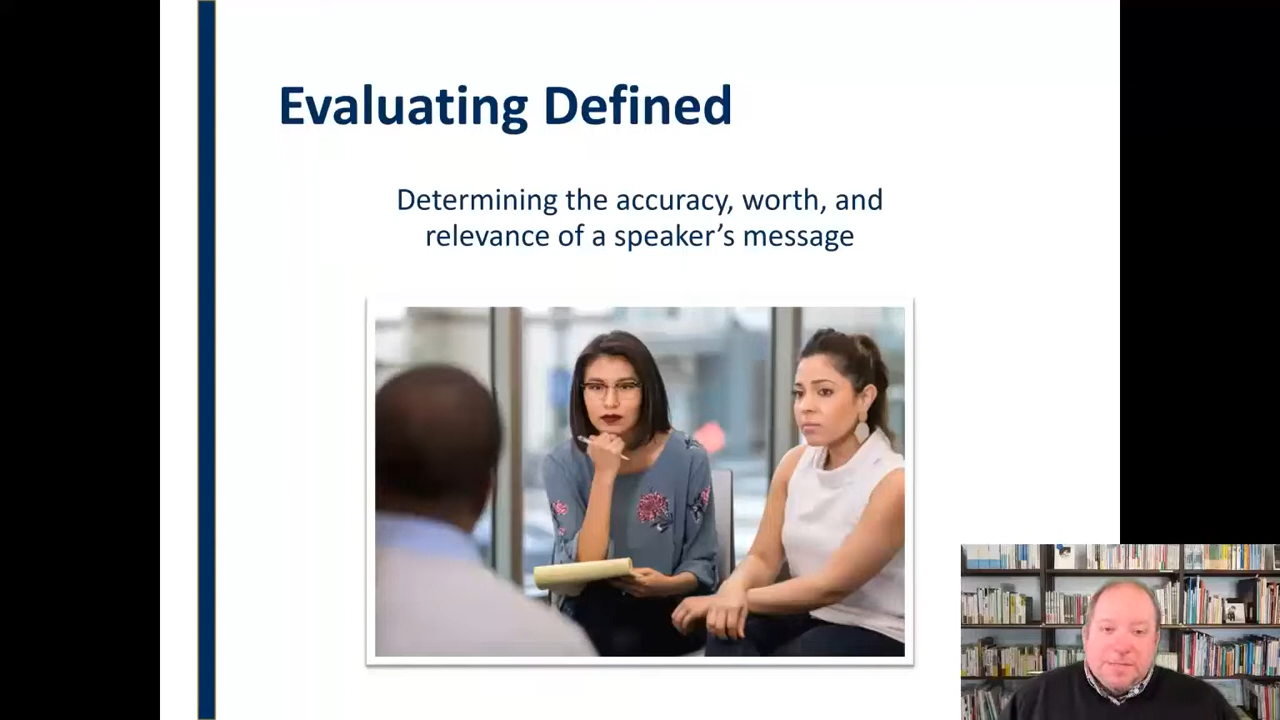 Evaluating Defined
Determining the accuracy, worth, and
relevance of a speaker’s message